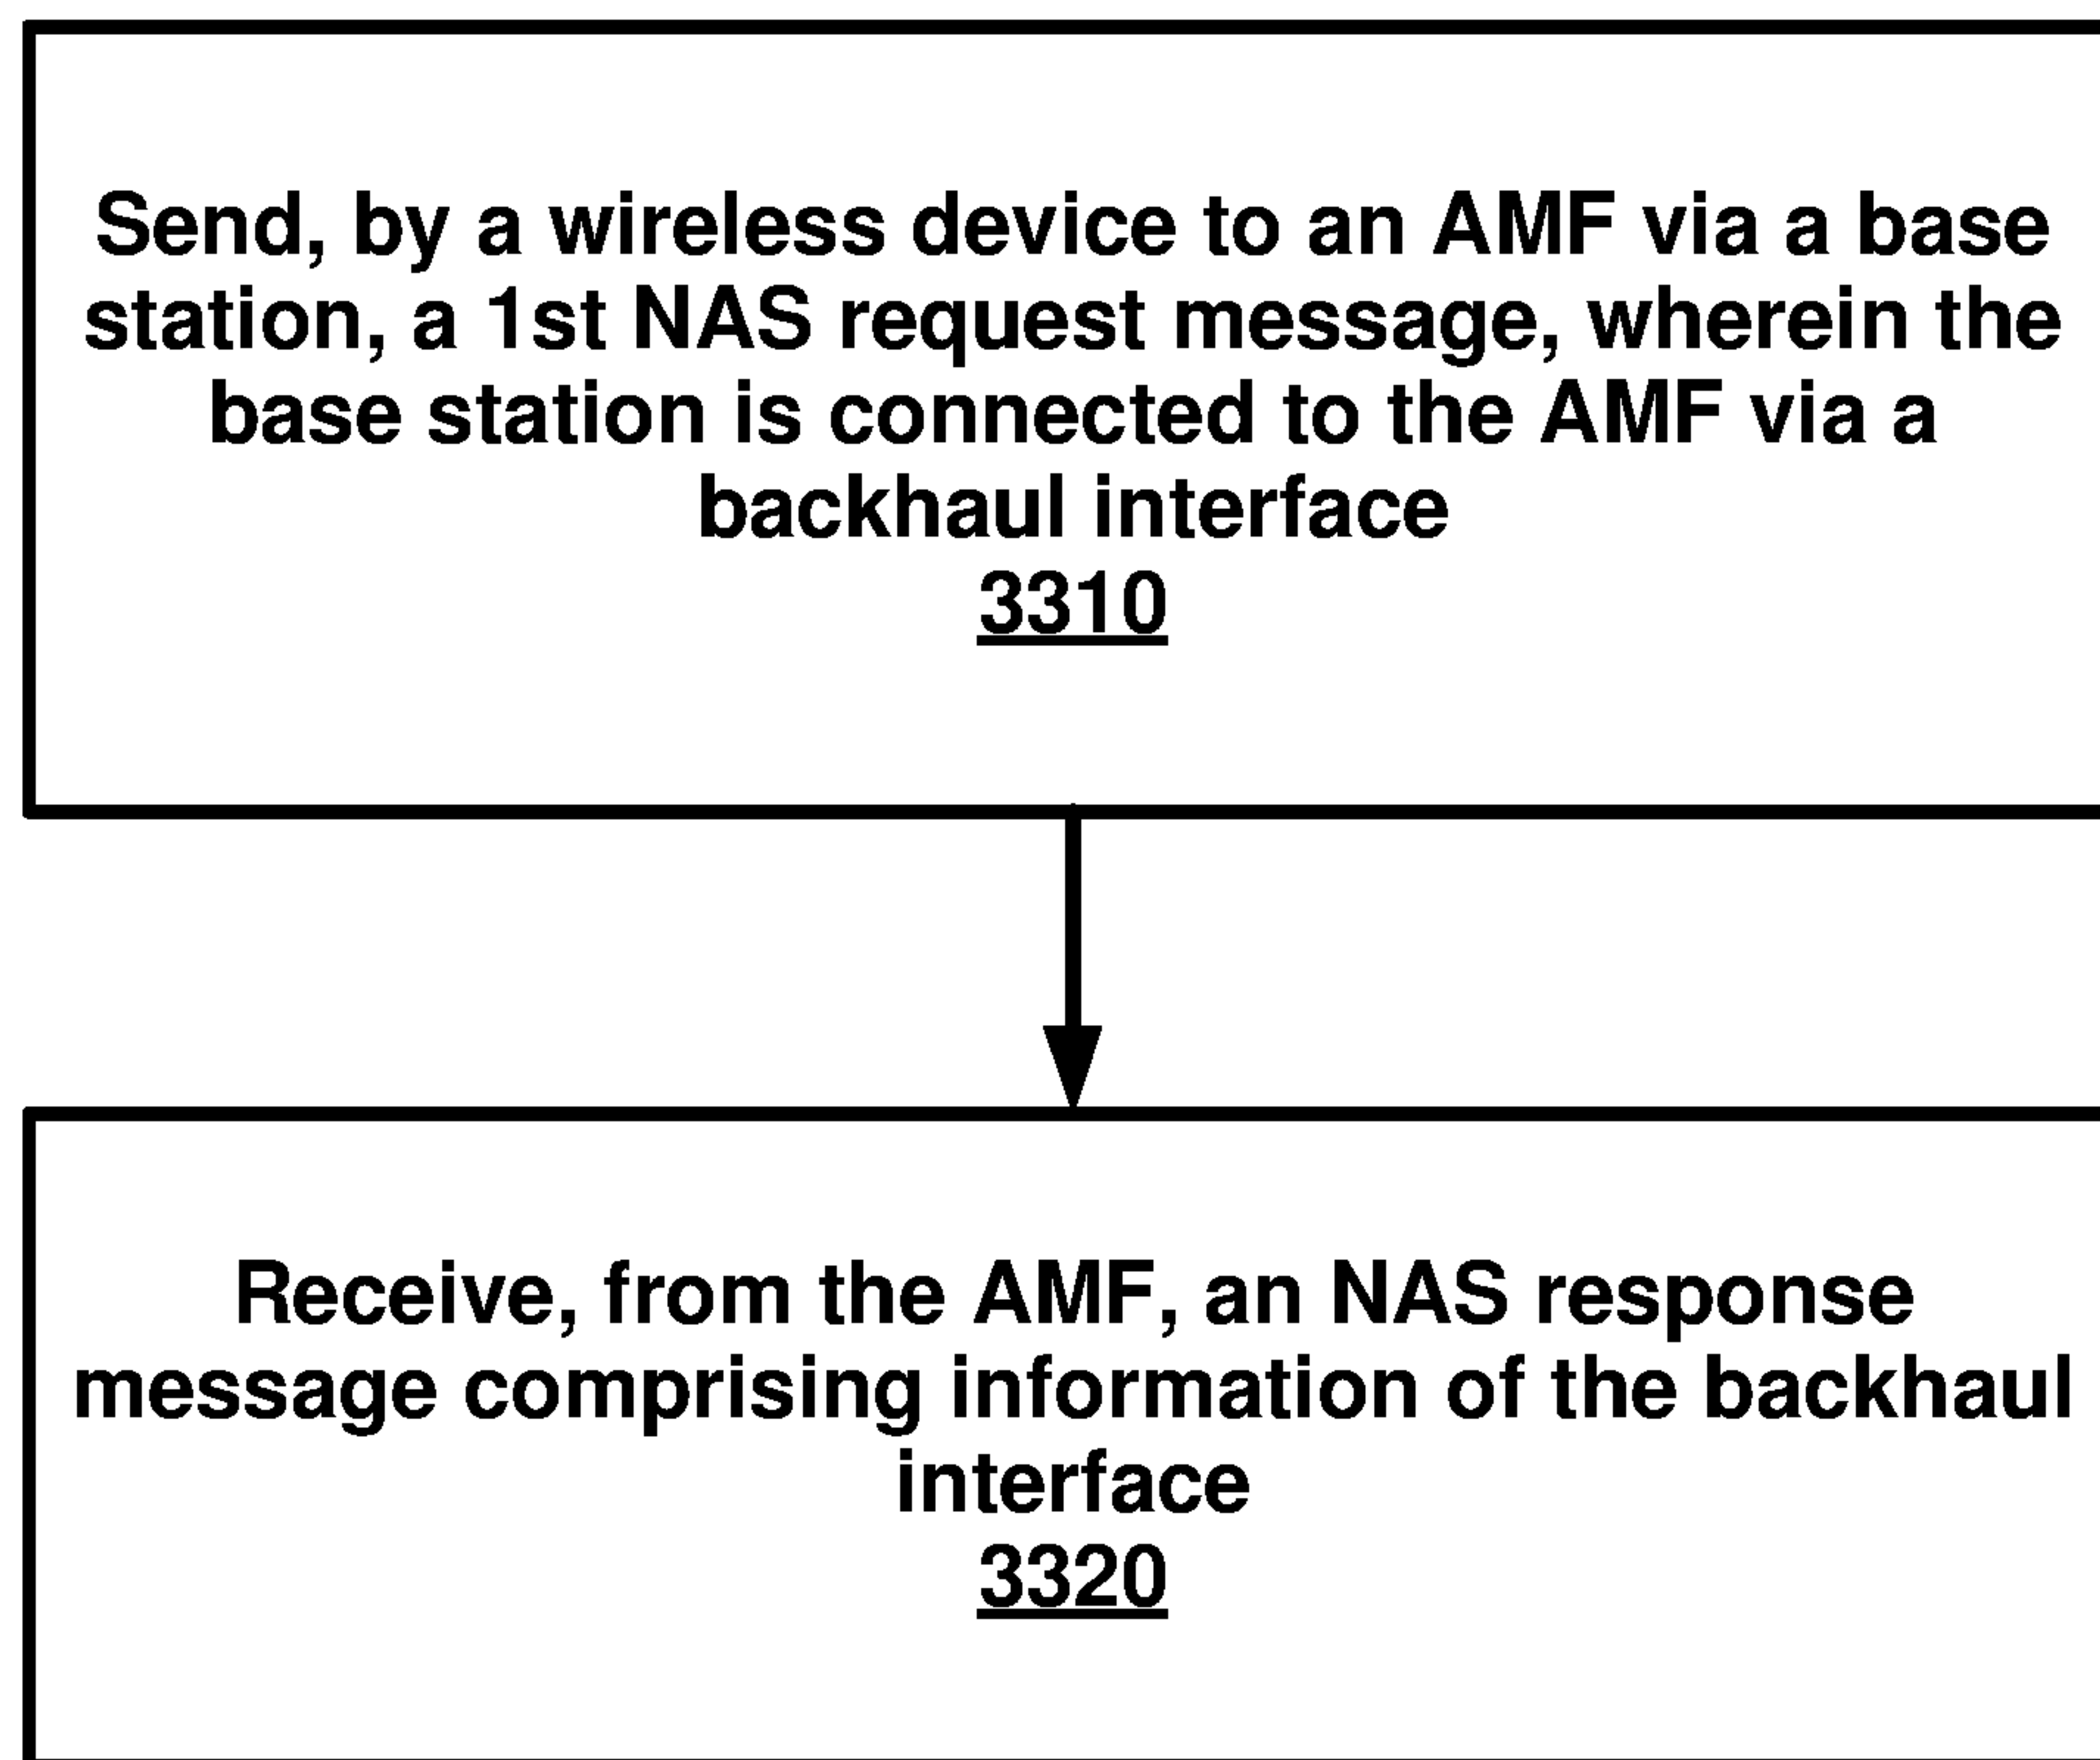 Send, by a wireless device to an AMF via a base
station, a 1st NAS request message, wherein the
base station is connected to the AMF via a
backhaul interface
3310
Receive, from the AMF, an NAS response
message comprising information of the backhaul
interface
3320